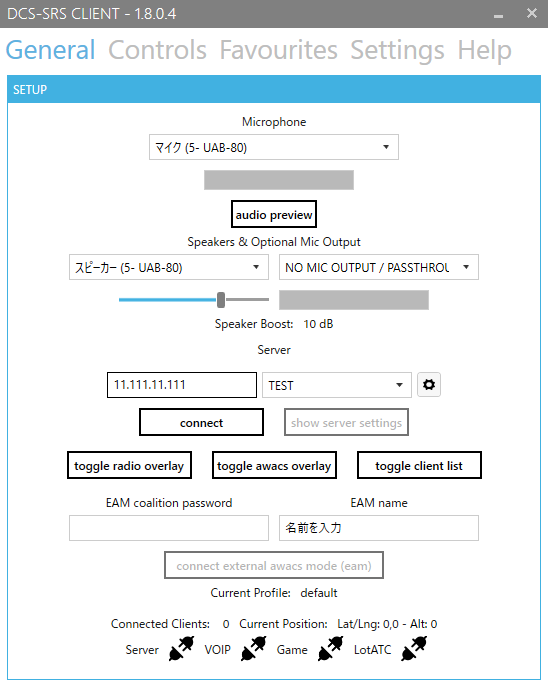 DCS-SRS CLIENT - 1.8.0.4
General Controls Favourites Settings Help
SETUP
Microphone
マイク (5- UAB-80)
audio preview
Speakers & Optional Mic Output
スピーカー (5- UAB-80) NO MIC OUTPUT / PASSTHROU
Speaker Boost: 10 dB
Server
11.111.11.111 TEST
connect show server settings
toggle radio overlay toggle awacs overlay toggle client list
EAM coalition password EAM name
名前を入力
connect external awacs mode (eam)
Current Profile: default
Connected Clients: 0 Current Position: Lat/Lng: 0,0 - Alt: 0
Server VOIP Game LotATC